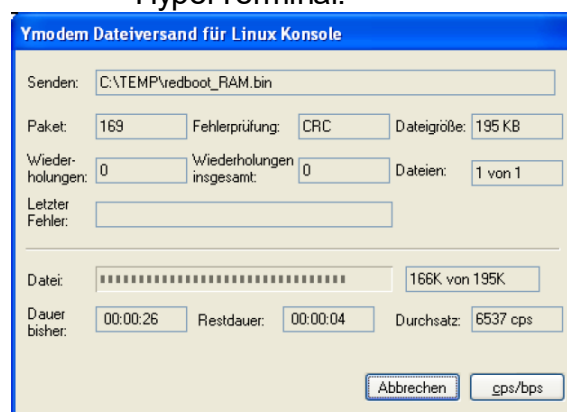 HyperTerminal.
Ymodem Dateiversand für Linux Konsole
Senden: C:\TEMP\redboot_RAM.bin
Paket: 169 Fehlerprüfung: CRC Dateigröße: 195 KB
Wieder-
holungen: 0 Wiederholungen
insgesamt: 0 Dateien: 1 von 1
Letzter
Fehler:
Datei: 166K von 195K
Dauer
bisher: 00:00:26 Restdauer: 00:00:04 Durchsatz: 6537 cps
Abbrechen cps/bps